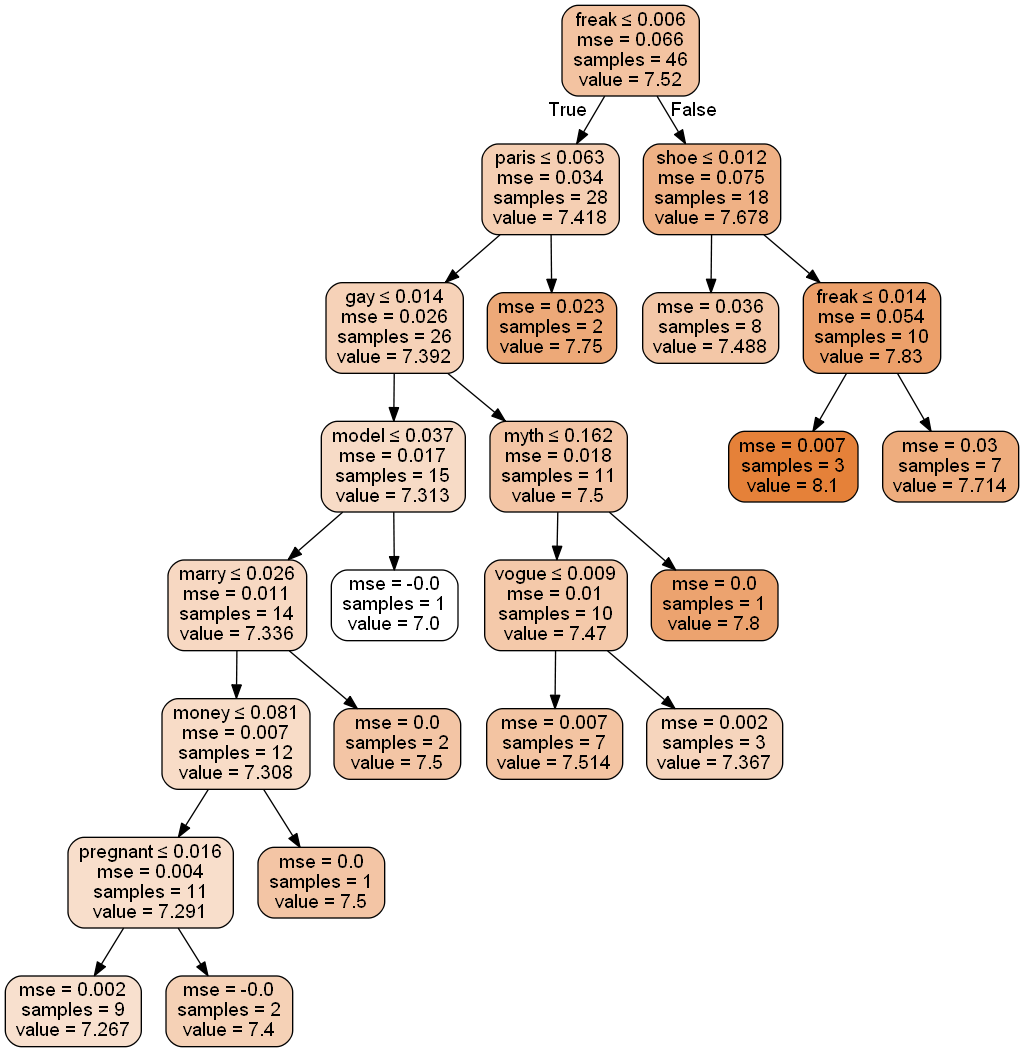 freak ≤ 0.006
mse = 0.066
samples = 46
value = 7.52
True
False
paris ≤ 0.063
mse = 0.034
samples = 28
value = 7.418
shoe ≤ 0.012
mse = 0.075
samples = 18
value = 7.678
gay ≤ 0.014
mse = 0.026
samples = 26
value = 7.392
mse = 0.023
samples = 2
value = 7.75
mse = 0.036
samples = 8
value = 7.488
freak ≤ 0.014
mse = 0.054
samples = 10
value = 7.83
model ≤ 0.037
mse = 0.017
samples = 15
value = 7.313
myth ≤ 0.162
mse = 0.018
samples = 11
value = 7.5
mse = 0.007
samples = 3
value = 8.1
mse = 0.03
samples = 7
value = 7.714
marry ≤ 0.026
mse = 0.011
samples = 14
value = 7.336
mse = -0.0
samples = 1
value = 7.0
vogue ≤ 0.009
mse = 0.01
samples = 10
value = 7.47
mse = 0.0
samples = 1
value = 7.8
money ≤ 0.081
mse = 0.007
samples = 12
value = 7.308
mse = 0.0
samples = 2
value = 7.5
mse = 0.007
samples = 7
value = 7.514
mse = 0.002
samples = 3
value = 7.367
pregnant ≤ 0.016
mse = 0.004
samples = 11
value = 7.291
mse = 0.0
samples = 1
value = 7.5
mse = 0.002
samples = 9
value = 7.267
mse = -0.0
samples = 2
value = 7.4